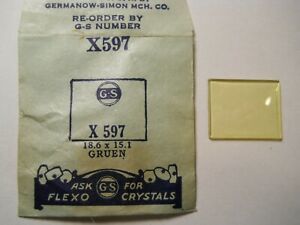 GERMANOW-SIMON MCH. CO.
RE-ORDER BY
G-S NUMBER
X597
G-S
X 597
18.6 x 15.1
GRUEN
ASK G-S FOR
FLEXO CRYSTALS